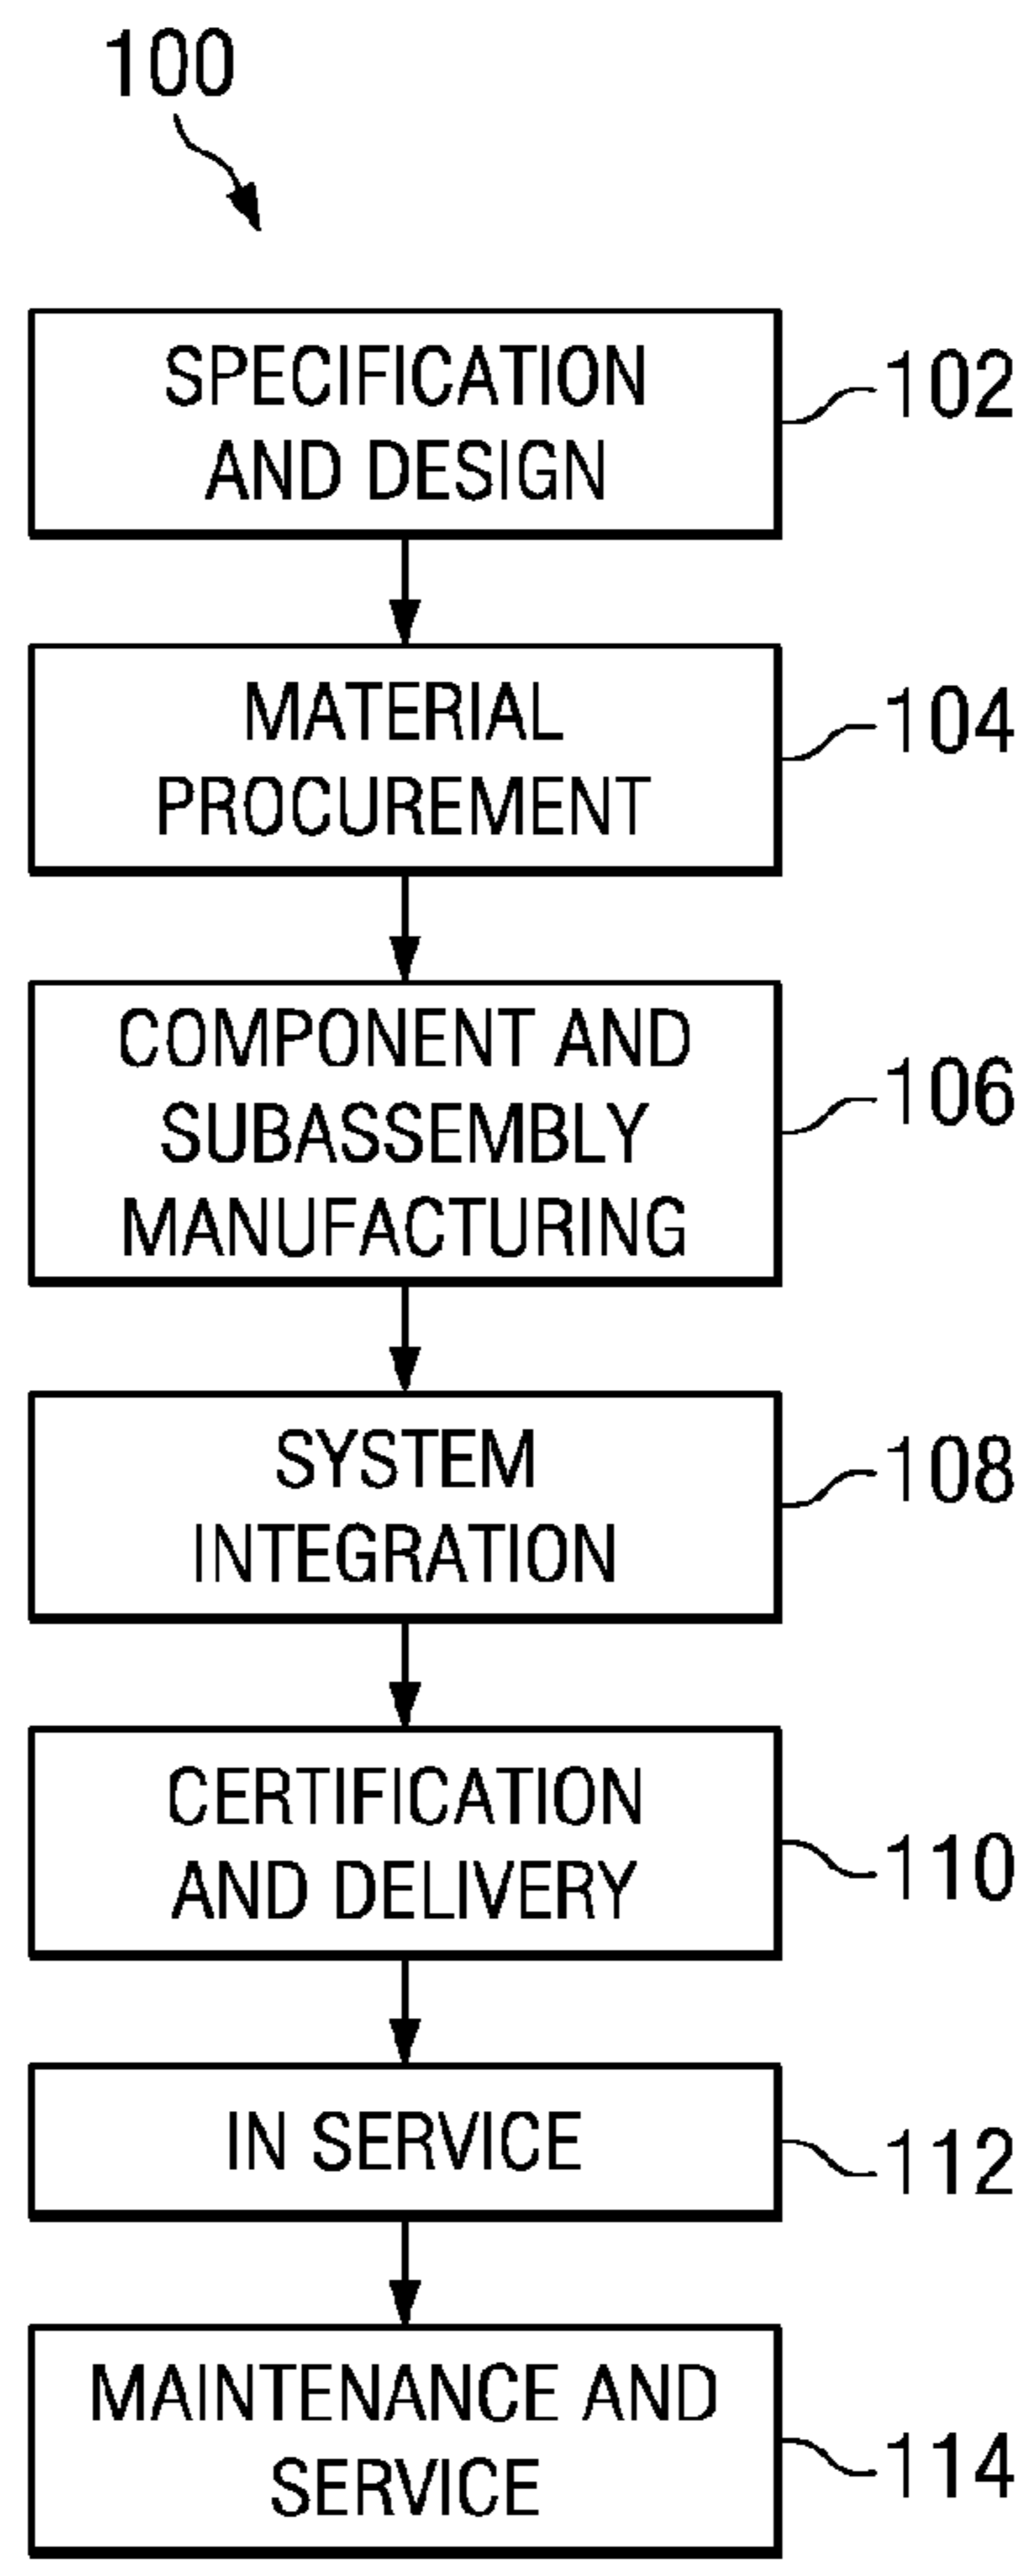 100
SPECIFICATION
AND DESIGN
102
MATERIAL
PROCUREMENT
104
COMPONENT AND
SUBASSEMBLY
MANUFACTURING
106
SYSTEM
INTEGRATION
108
CERTIFICATION
AND DELIVERY
110
IN SERVICE
112
MAINTENANCE AND
SERVICE
114